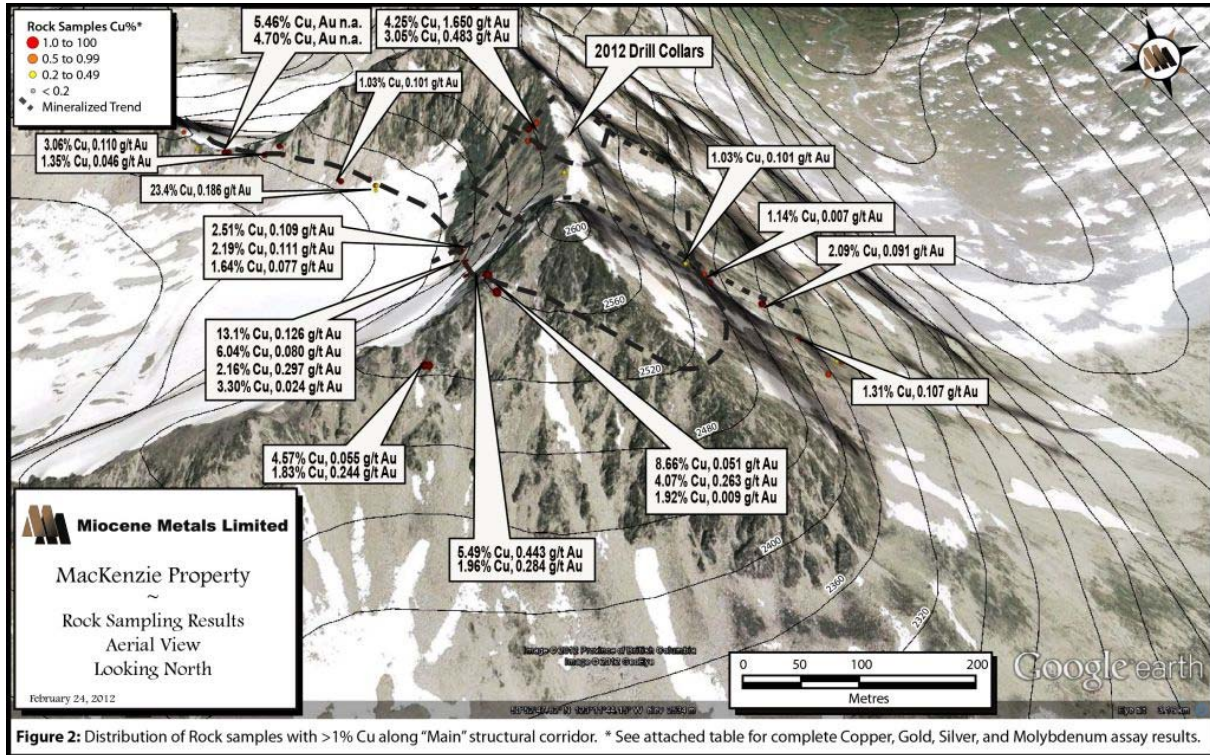 Rock Samples Cu%*
1.0 to 100
0.5 to 0.99
0.2 to 0.49
< 0.2
Mineralized Trend
5.46% Cu, Au n.a.
4.70% Cu, Au n.a.
4.25% Cu, 1.650 g/t Au
3.05% Cu, 0.483 g/t Au
2012 Drill Collars
1.03% Cu, 0.101 g/t Au
3.06% Cu, 0.110 g/t Au
1.35% Cu, 0.046 g/t Au
23.4% Cu, 0.186 g/t Au
1.03% Cu, 0.101 g/t Au
1.14% Cu, 0.007 g/t Au
2.09% Cu, 0.091 g/t Au
2.51% Cu, 0.109 g/t Au
2.19% Cu, 0.111 g/t Au
1.64% Cu, 0.077 g/t Au
2600
2560
13.1% Cu, 0.126 g/t Au
6.04% Cu, 0.080 g/t Au
2.16% Cu, 0.297 g/t Au
3.30% Cu, 0.024 g/t Au
2520
1.31% Cu, 0.107 g/t Au
2480
4.57% Cu, 0.055 g/t Au
1.83% Cu, 0.244 g/t Au
8.66% Cu, 0.051 g/t Au
4.07% Cu, 0.263 g/t Au
1.92% Cu, 0.009 g/t Au
5.49% Cu, 0.443 g/t Au
1.96% Cu, 0.284 g/t Au
2400
2360
2320
Miocene Metals Limited
MacKenzie Property
~
Rock Sampling Results
Aerial View
Looking North
February 24, 2012
Image © 2012 Province of British Columbia
Image © 2012 GeoEye
0 50 100 200
Metres
Google earth
Eye alt
Figure 2: Distribution of Rock samples with >1% Cu along “Main” structural corridor. * See attached table for complete Copper, Gold, Silver, and Molybdenum assay results.